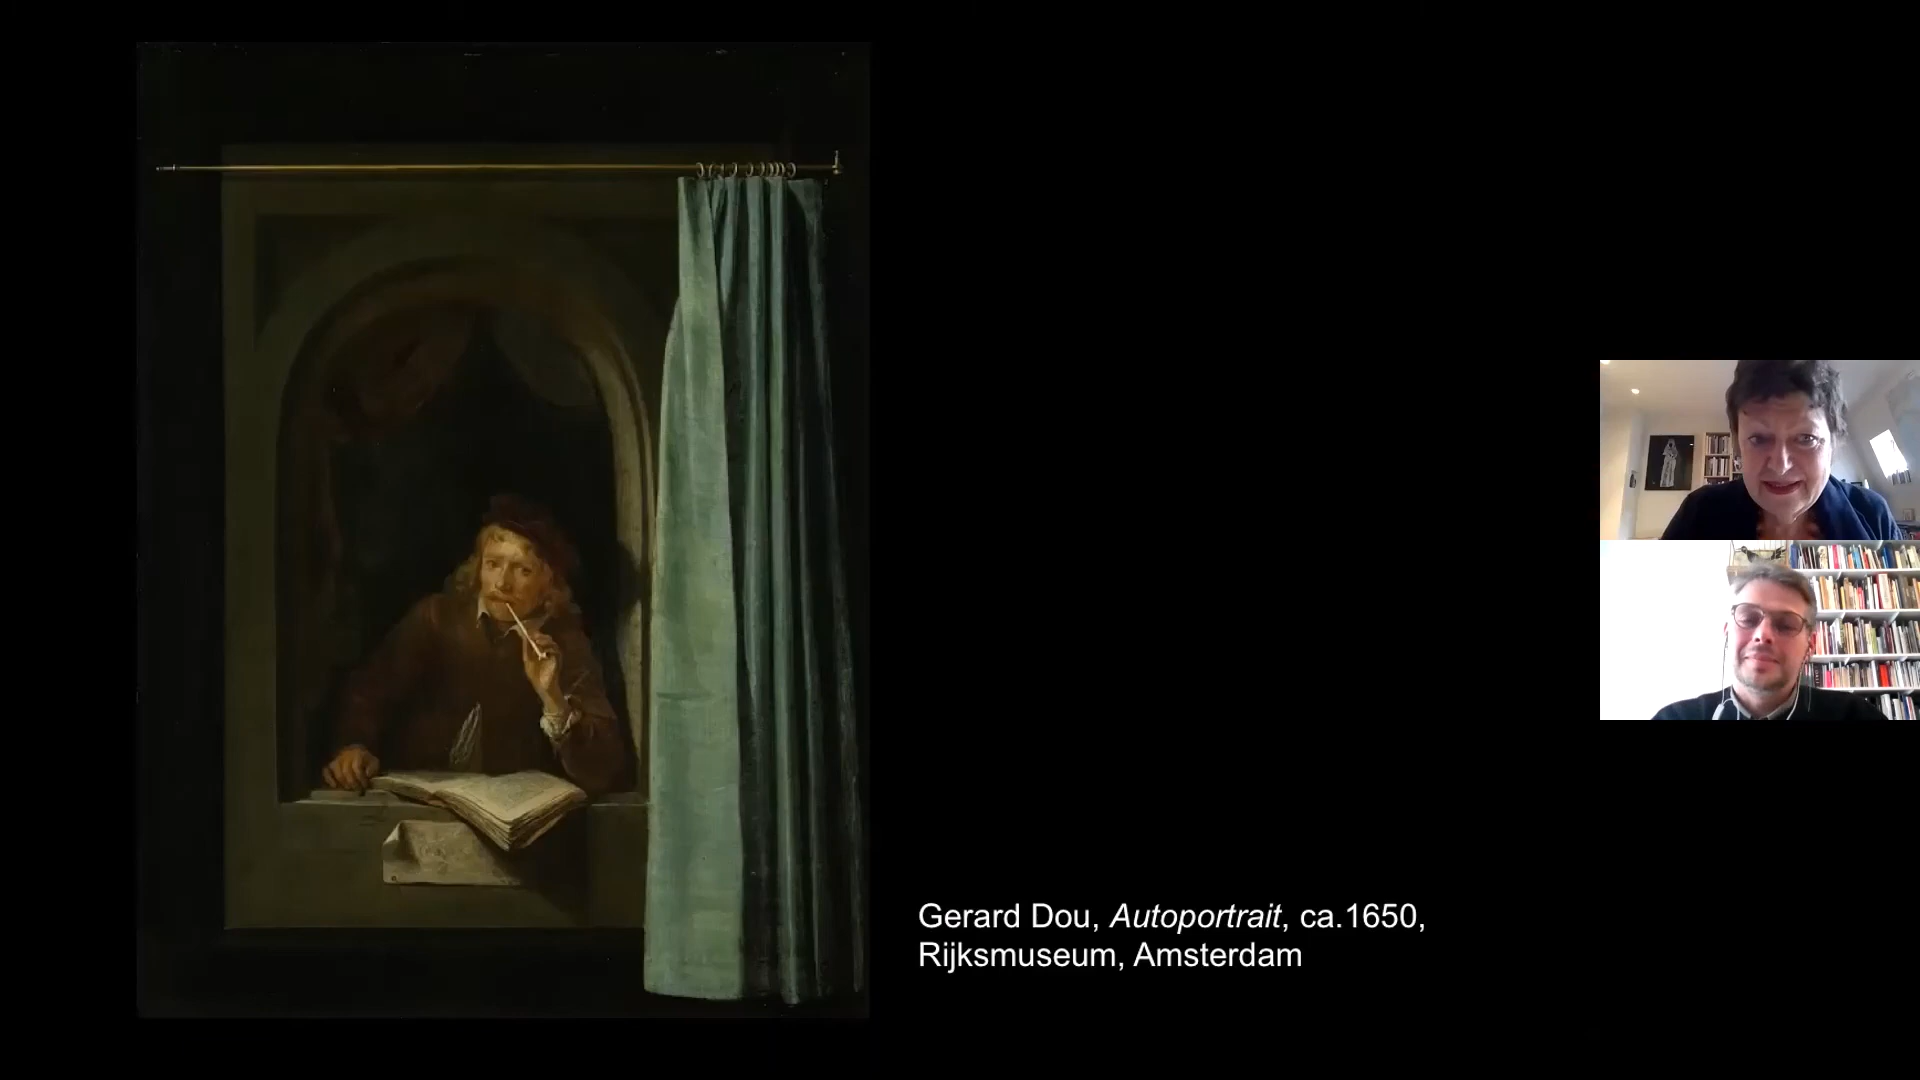 Gerard Dou, Autoportrait, ca.1650,
Rijksmuseum, Amsterdam